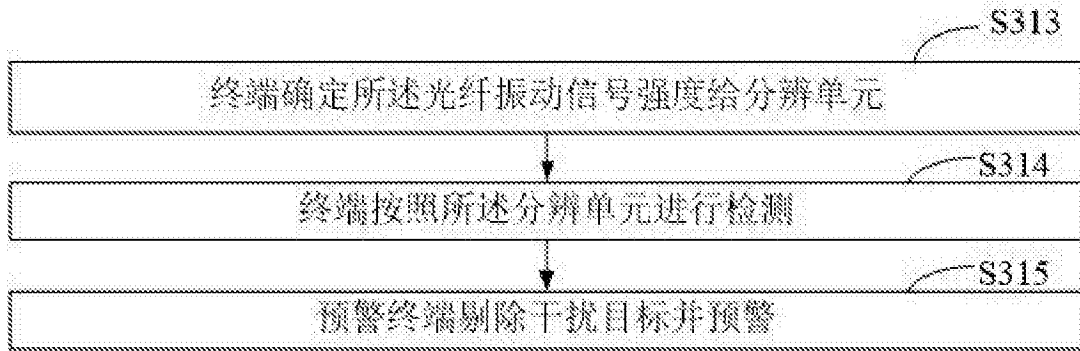 S313
终端确定所述光纤振动信号强度给分辨单元
S314
终端按照所述分辨单元进行检测
S315
预警终端剔除干扰目标并预警